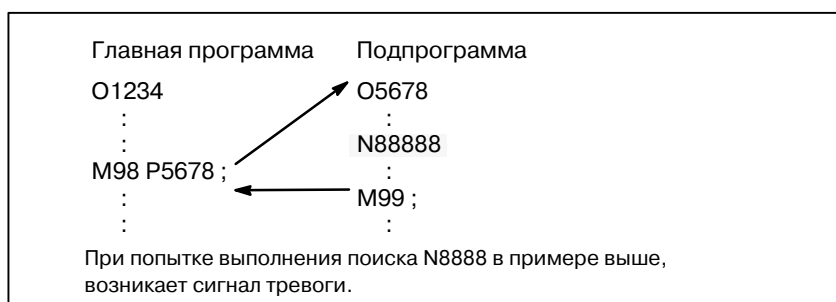 Главная программа Подпрограмма
O1234 O5678
: :
: N88888
M98 P5678 ; :
: M99 ;
: :
При попытке выполнения поиска N8888 в примере выше,
возникает сигнал тревоги.